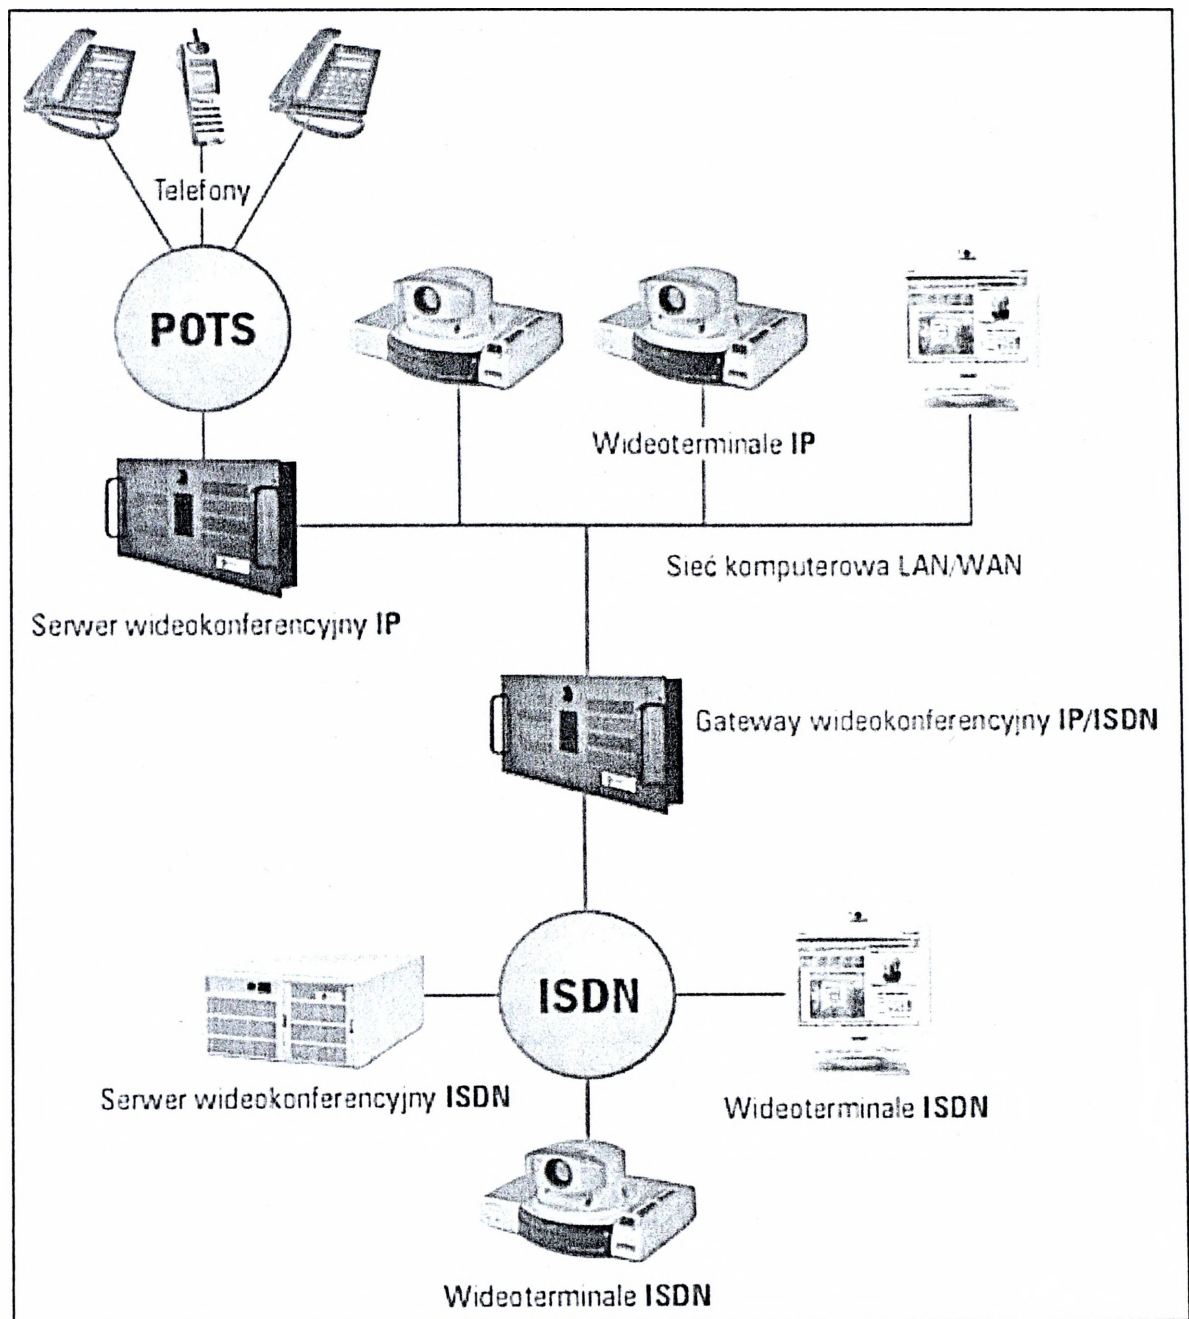 Telefony
POTS
Wideoterminale IP
Sieć komputerowa LAN/WAN
Serwer wideokonferencyjny IP
Gateway wideokonferencyjny IP/ISDN
ISDN
Serwer wideokonferencyjny ISDN
Wideoterminale ISDN
Wideoterminale ISDN